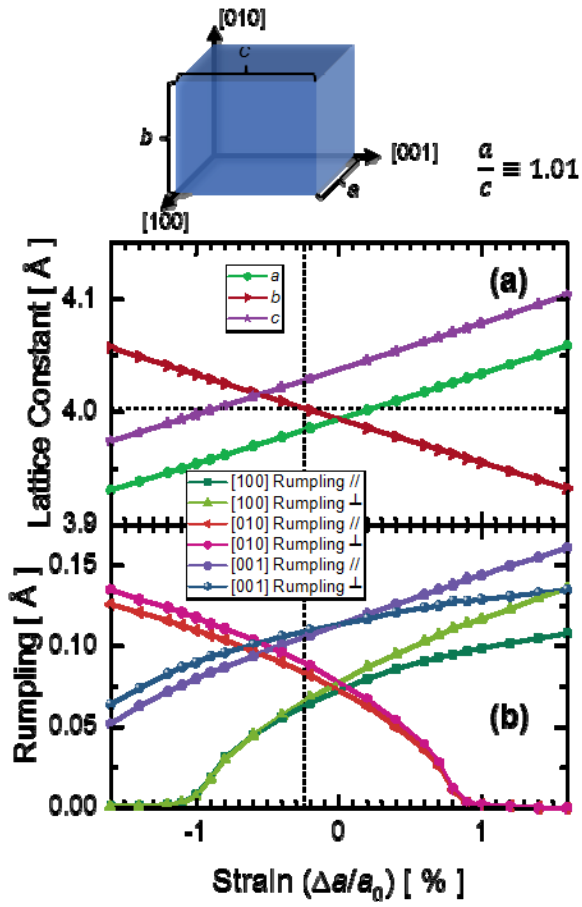 [010]
c
b
[001]
a
[100]
a/c ≡ 1.01
(a)
a
b
c
4.1
4.0
3.9
Lattice Constant [ Å ]
[100] Rumpling //
[100] Rumpling ⊥
[010] Rumpling //
[010] Rumpling ⊥
[001] Rumpling //
[001] Rumpling ⊥
0.15
0.10
0.05
0.00
Rumpling [ Å ]
(b)
-1 0 1
Strain (Δa/a₀) [ % ]